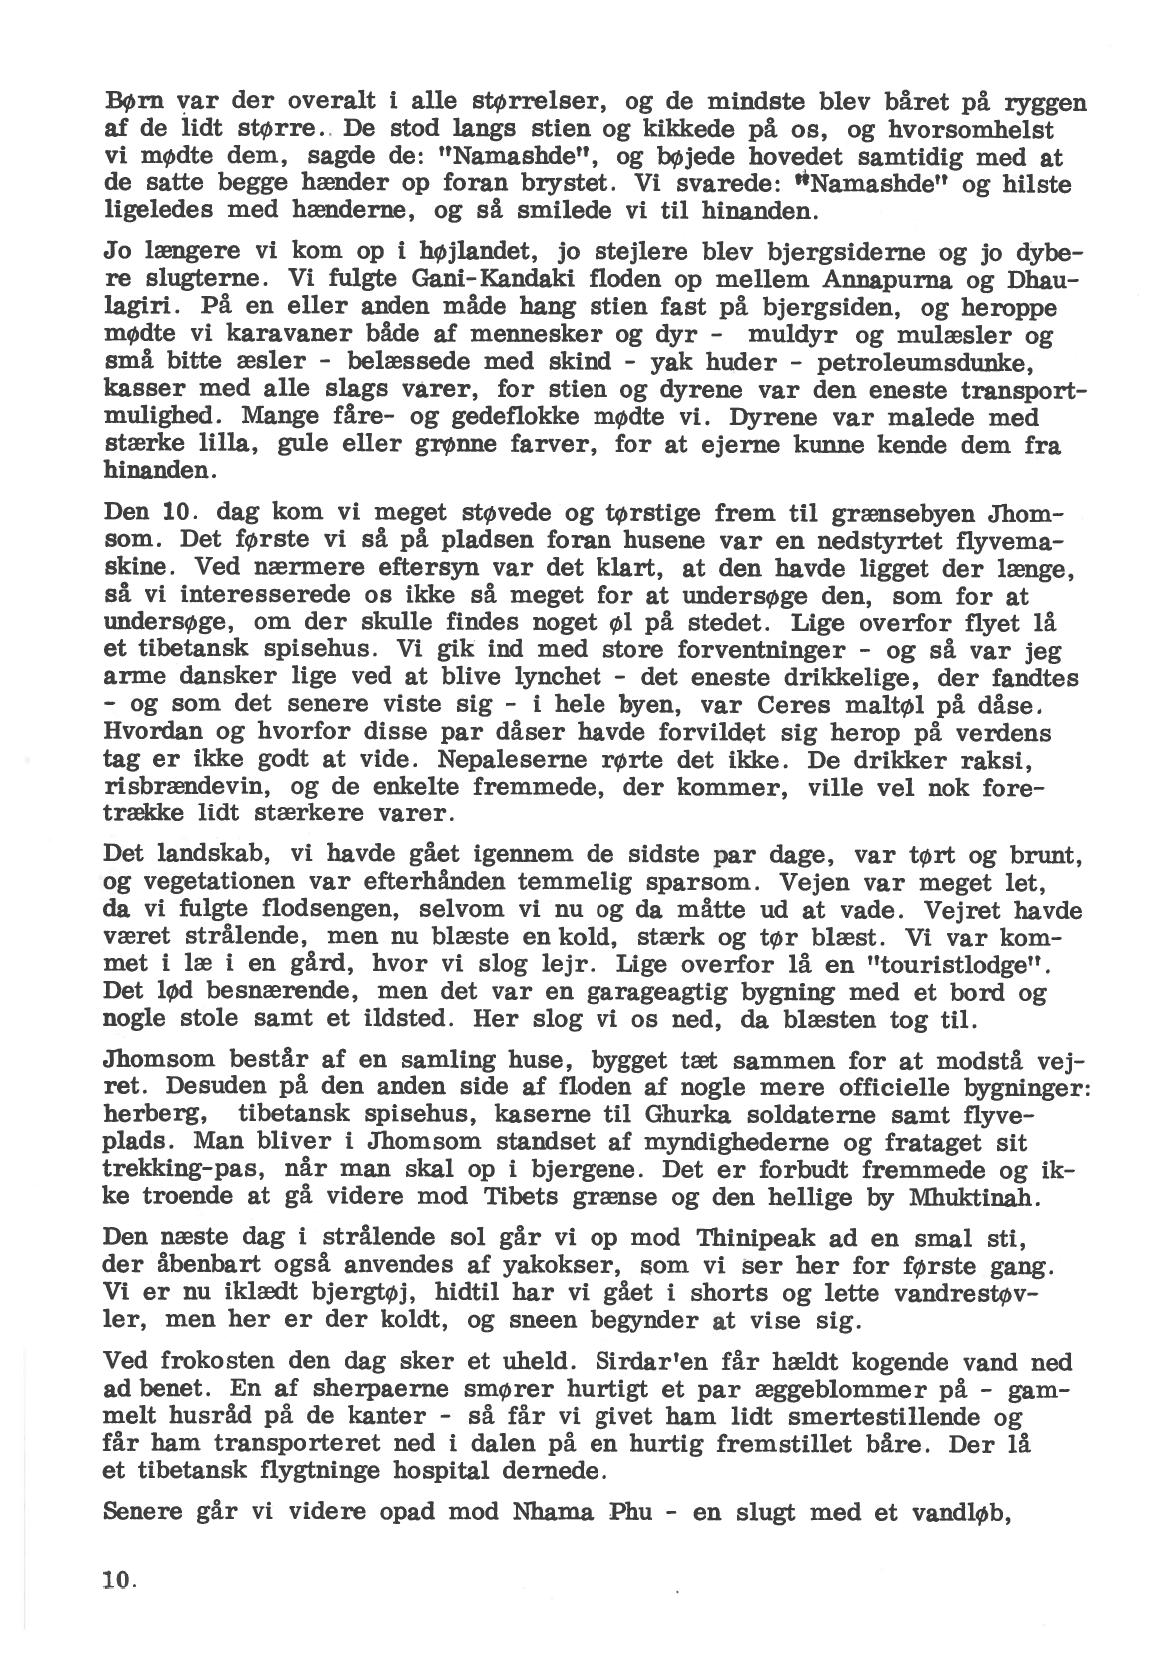 Børn var der overalt i alle størrelser, og de mindste blev båret på ryggen
af de lidt større. De stod langs stien og kikkede på os, og hvorsomhelst
vi mødte dem, sagde de: "Namashde", og bøjede hovedet samtidig med at
de satte begge hænder op foran brystet. Vi svarede: "Namashde" og hilste
ligeledes med hænderne, og så smilede vi til hinanden.
Jo længere vi kom op i højlandet, jo stejlere blev bjergsiderne og jo dybe-
re slugterne. Vi fulgte Gani-Kandaki floden op mellem Annapurna og Dhau-
lagiri. På en eller anden måde hang stien fast på bjergsiden, og heroppe
mødte vi karavaner både af mennesker og dyr - muldyr og mulæsler og
små bitte æsler - belæssede med skind - yak huder - petroleumsdunke,
kasser med alle slags varer, for stien og dyrene var den eneste transport-
mulighed. Mange fåre- og gedeflokke mødte vi. Dyrene var malede med
stærke lilla, gule eller grønne farver, for at ejerne kunne kende dem fra
hinanden.
Den 10. dag kom vi meget støvede og tørstige frem til grænsebyen Jhom-
som. Det første vi så på pladsen foran husene var en nedstyrtet flyvema-
skine. Ved nærmere eftersyn var det klart, at den havde ligget der længe,
så vi interesserede os ikke så meget for at undersøge den, som for at
undersøge, om der skulle findes noget øl på stedet. Lige overfor flyet lå
et tibetansk spisehus. Vi gik ind med store forventninger - og så var jeg
arme dansker lige ved at blive lynchet - det eneste drikkelige, der fandtes
- og som det senere viste sig - i hele byen, var Ceres maltøl på dåse.
Hvordan og hvorfor disse par dåser havde forvildet sig herop på verdens
tag er ikke godt at vide. Nepaleserne rørte det ikke. De drikker raksi,
risbrændevin, og de enkelte fremmede, der kommer, ville vel nok fore-
trække lidt stærkere varer.
Det landskab, vi havde gået igennem de sidste par dage, var tørt og brunt,
og vegetationen var efterhånden temmelig sparsom. Vejen var meget let,
da vi fulgte flodsengen, selvom vi nu og da måtte ud at vade. Vejret havde
været strålende, men nu blæste en kold, stærk og tør blæst. Vi var kom-
met i læ i en gård, hvor vi slog lejr. Lige overfor lå en "touristlodge".
Det lød besnærende, men det var en garageagtig bygning med et bord og
nogle stole samt et ildsted. Her slog vi os ned, da blæsten tog til.
Jhomsom består af en samling huse, bygget tæt sammen for at modstå vej-
ret. Desuden på den anden side af floden af nogle mere officielle bygninger:
herberg, tibetansk spisehus, kaserne til Ghurka soldaterne samt flyve-
plads. Man bliver i Jhomsom standset af myndighederne og frataget sit
trekking-pas, når man skal op i bjergene. Det er forbudt fremmede og ik-
ke troende at gå videre mod Tibets grænse og den hellige by Mhuktinah.
Den næste dag i strålende sol går vi op mod Thinipeak ad en smal sti,
der åbenbart også anvendes af yakokser, som vi ser her for første gang.
Vi er nu iklædt bjergtøj, hidtil har vi gået i shorts og lette vandrestøv-
ler, men her er der koldt, og sneen begynder at vise sig.
Ved frokosten den dag sker et uheld. Sirdar'en får hældt kogende vand ned
ad benet. En af sherpaerne smører hurtigt et par æggeblommer på - gam-
melt husråd på de kanter - så får vi givet ham lidt smertestillende og
får ham transporteret ned i dalen på en hurtig fremstillet båre. Der lå
et tibetansk flygtninge hospital dernede.
Senere går vi videre opad mod Nhama Phu - en slugt med et vandløb,
10.